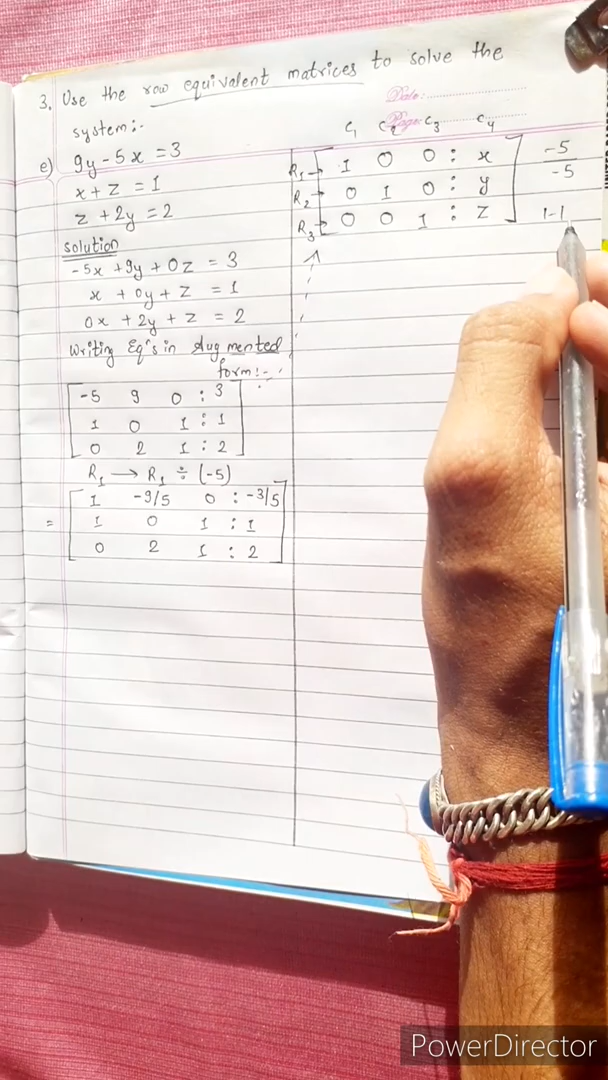 3. Use the row equivalent matrices to solve the
system:-
e) 9y - 5x = 3
x + z = 1
z + 2y = 2
Solution
-5x + 9y + 0z = 3
x + 0y + z = 1
0x + 2y + z = 2
Writing Eqⁿs in Augmented
form:-
-5 9 0 : 3
1 0 1 : 1
0 2 1 : 2
R₁ → R₁ ÷ (-5)
= 1 -9/5 0 : -3/5
1 0 1 : 1
0 2 1 : 2
Date:
Page:
C₁ C₂ C₃ C₄
R₁→ 1 0 0 : x
R₂→ 0 1 0 : y
R₃→ 0 0 1 : z
-5
-5
1-1
PowerDirector